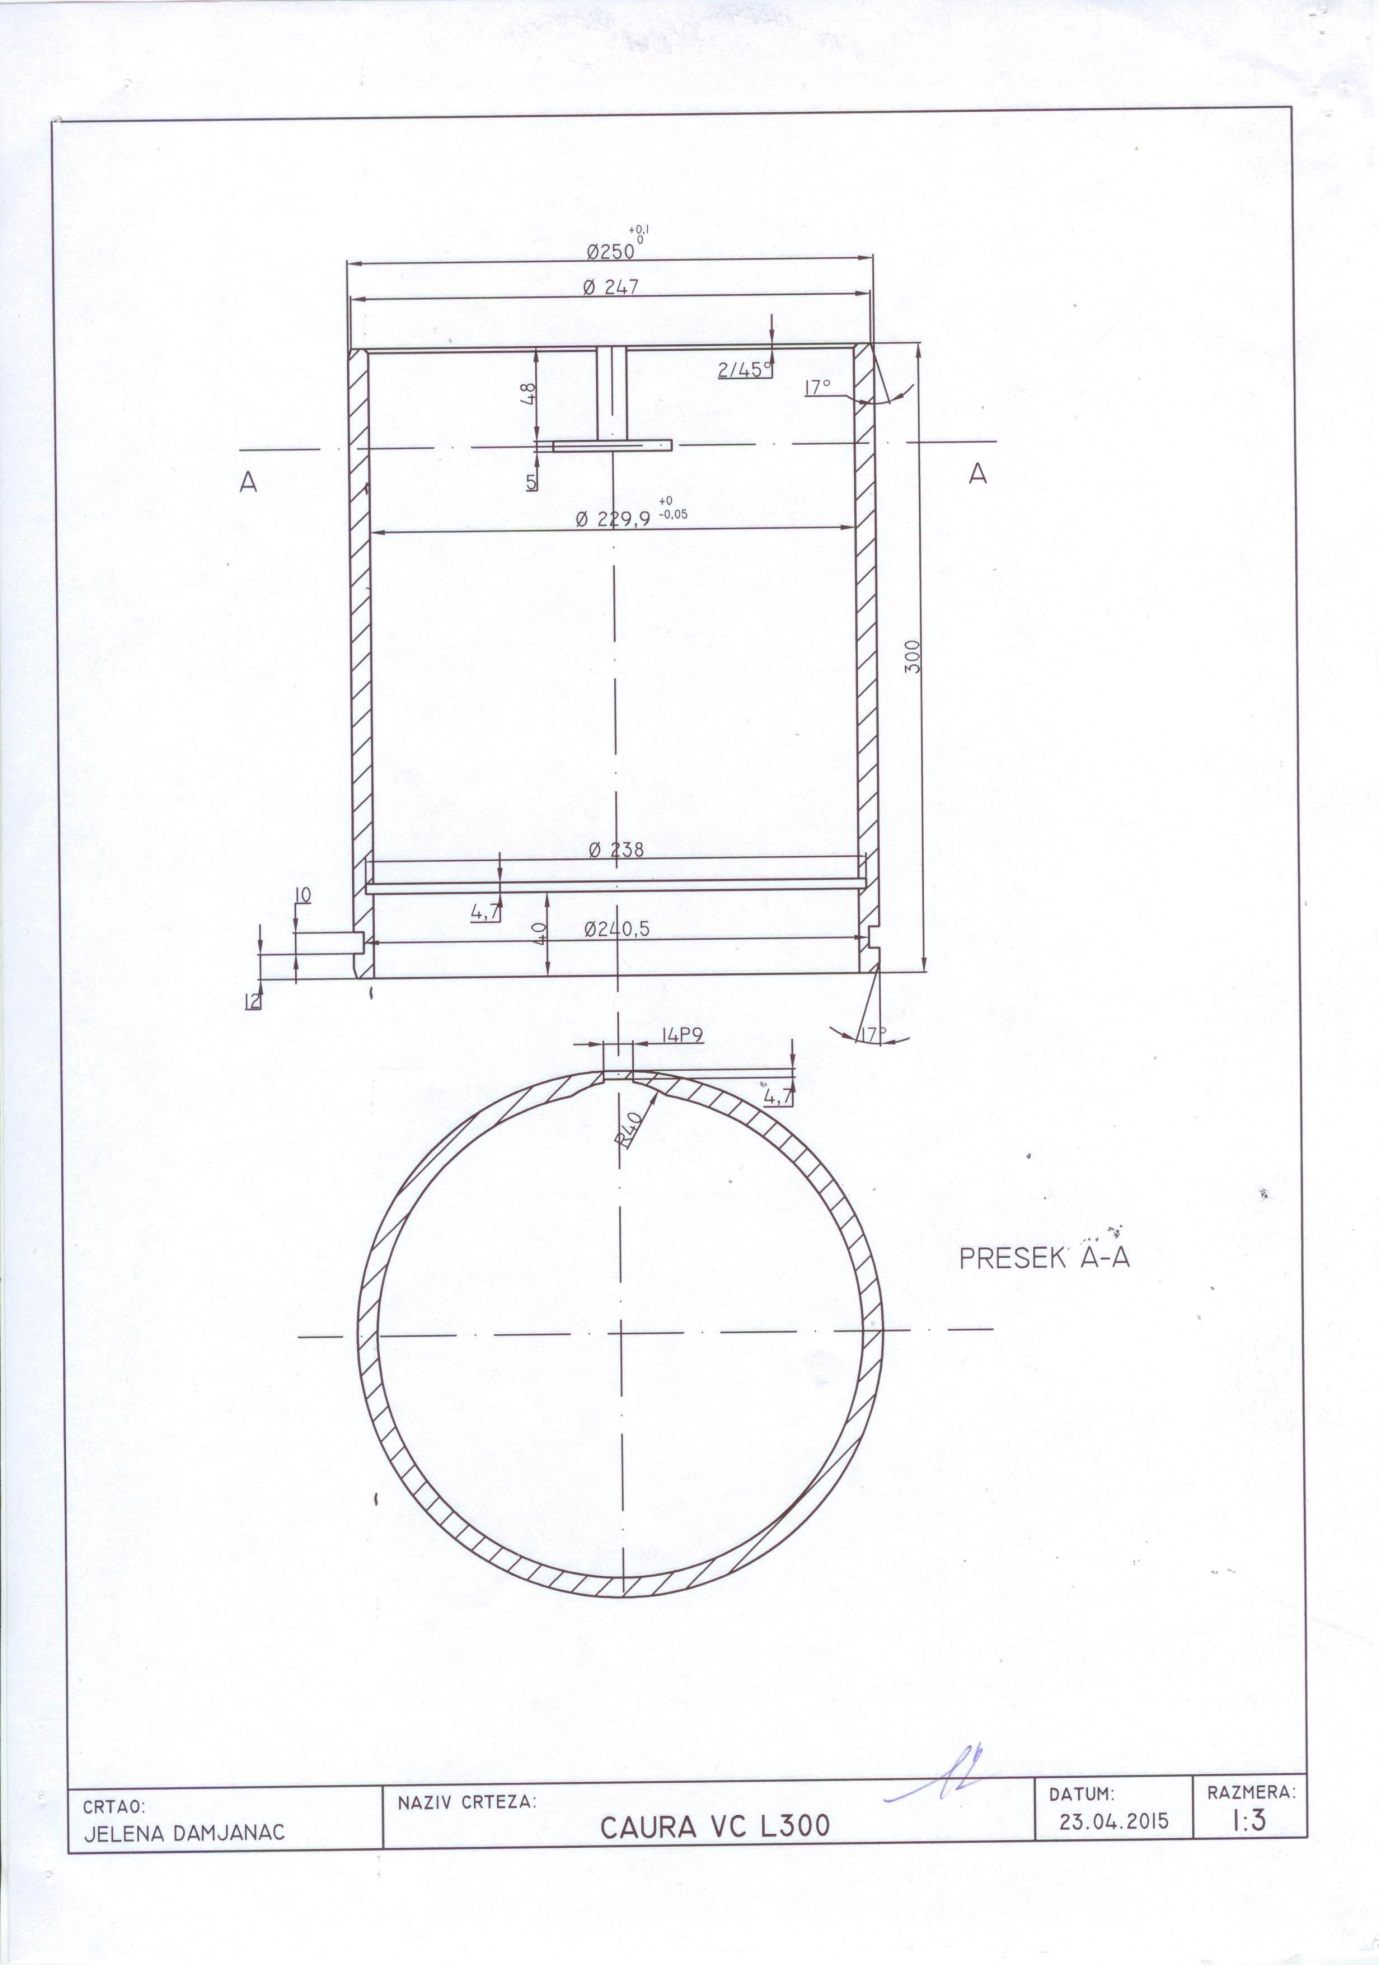 +0,1
0
Ø250
Ø 247
2/45°
17°
48
5
A
A
Ø 229,9 +0 -0,05
300
Ø 238
4,7
10
40
Ø240,5
12
17°
14P9
4,7
R40
PRESEK A-A
CRTAO:
JELENA DAMJANAC
NAZIV CRTEZA:
CAURA VC L300
DATUM:
23.04.2015
RAZMERA:
1:3